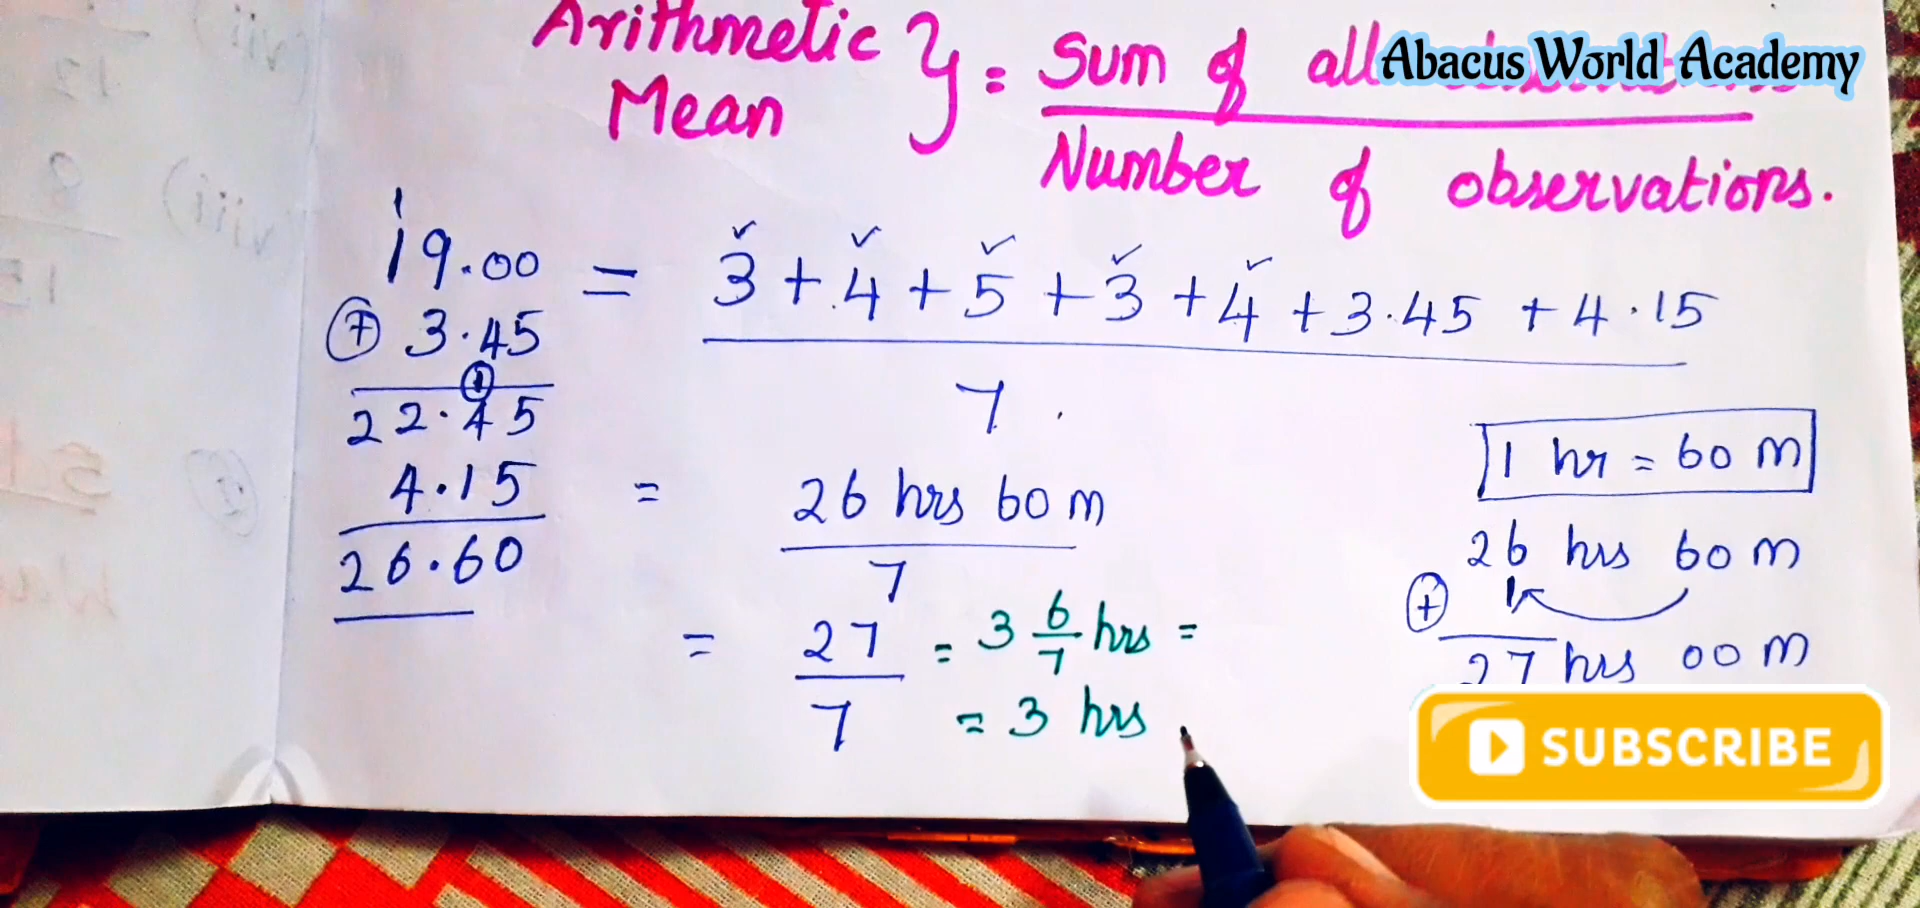 Arithmetic
Mean } = Sum of all
Number of observations.
Abacus World Academy
1
19.00
+ 3.45
1
22.45
4.15
26.60
= 3 + 4 + 5 + 3 + 4 + 3.45 + 4.15
7
= 26 hrs 60 m
7
= 27 = 3 6/7 hrs =
7 = 3 hrs
1 hr = 60 m
26 hrs 60 m
+ 1
27 hrs 00 m
SUBSCRIBE